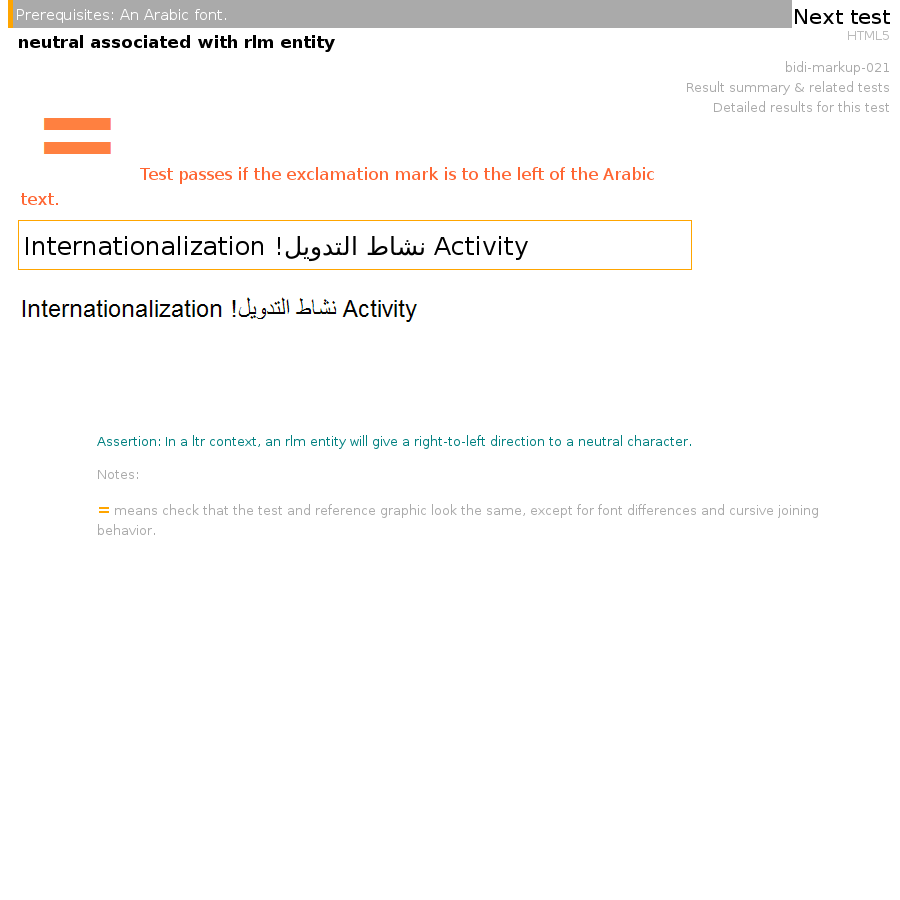 Prerequisites: An Arabic font.
Next test
HTML5
neutral associated with rlm entity
bidi-markup-021
Result summary & related tests
Detailed results for this test
Test passes if the exclamation mark is to the left of the Arabic
text.
Internationalization نشاط التدويل!‏ Activity
Internationalization نشاط التدويل!‏ Activity
Assertion: In a ltr context, an rlm entity will give a right-to-left direction to a neutral character.
Notes:
= means check that the test and reference graphic look the same, except for font differences and cursive joining
behavior.